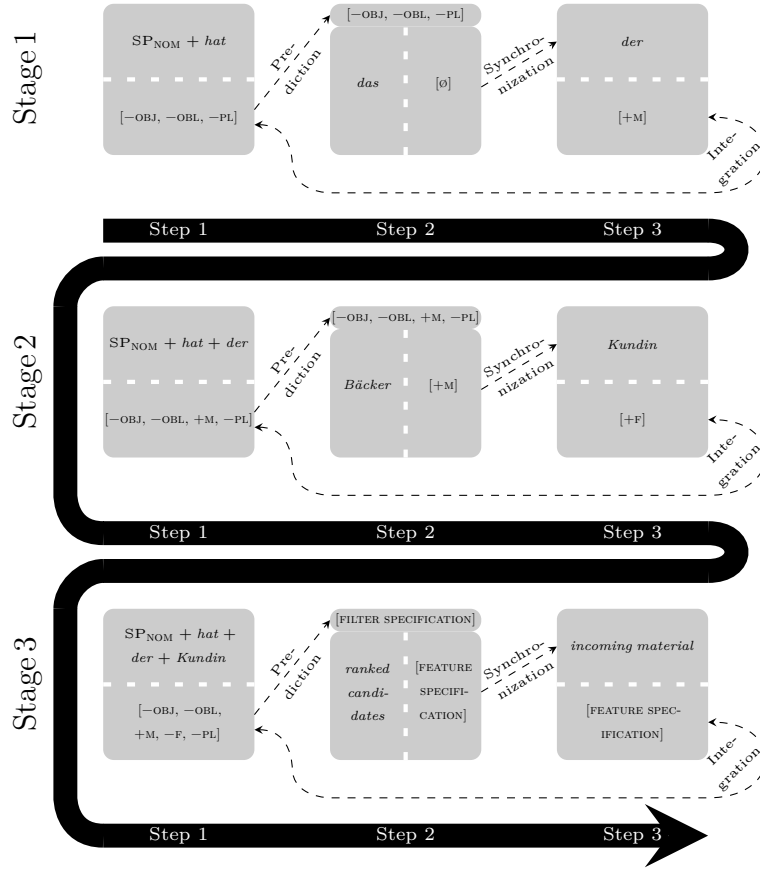 Stage 1
SP_NOM + hat
[−OBJ, −OBL, −PL]
Pre-
diction
[−OBJ, −OBL, −PL]
das
[Ø]
Synchro-
nization
der
[+M]
Inte-
gration
Step 1
Step 2
Step 3
Stage 2
SP_NOM + hat + der
[−OBJ, −OBL, +M, −PL]
Pre-
diction
[−OBJ, −OBL, +M, −PL]
Bäcker
[+M]
Synchro-
nization
Kundin
[+F]
Inte-
gration
Step 1
Step 2
Step 3
Stage 3
SP_NOM + hat +
der + Kundin
[−OBJ, −OBL,
+M, −F, −PL]
Pre-
diction
[FILTER SPECIFICATION]
ranked
candi-
dates
[FEATURE
SPECIFI-
CATION]
Synchro-
nization
incoming material
[FEATURE SPEC-
IFICATION]
Inte-
gration
Step 1
Step 2
Step 3